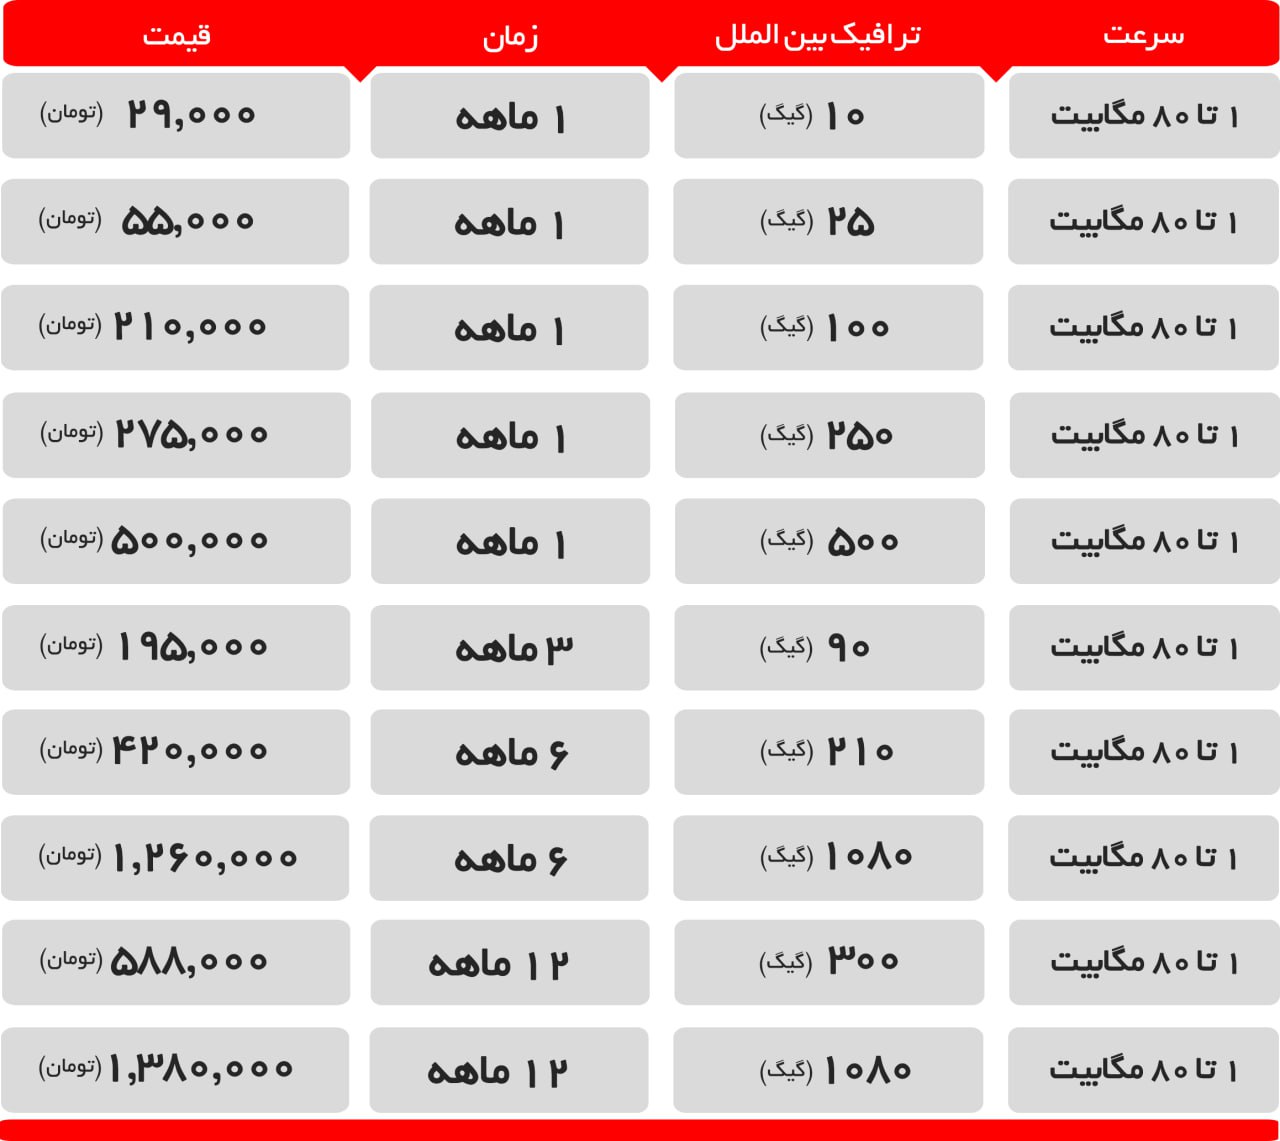 سرعت ترافیک بین الملل زمان قیمت
۱ تا ۸۰ مگابیت ۱۰ (گیگ) ۱ ماهه ۲۹,۰۰۰ (تومان)
۱ تا ۸۰ مگابیت ۲۵ (گیگ) ۱ ماهه ۵۵,۰۰۰ (تومان)
۱ تا ۸۰ مگابیت ۱۰۰ (گیگ) ۱ ماهه ۲۱۰,۰۰۰ (تومان)
۱ تا ۸۰ مگابیت ۲۵۰ (گیگ) ۱ ماهه ۲۷۵,۰۰۰ (تومان)
۱ تا ۸۰ مگابیت ۵۰۰ (گیگ) ۱ ماهه ۵۰۰,۰۰۰ (تومان)
۱ تا ۸۰ مگابیت ۹۰ (گیگ) ۳ ماهه ۱۹۵,۰۰۰ (تومان)
۱ تا ۸۰ مگابیت ۲۱۰ (گیگ) ۶ ماهه ۴۲۰,۰۰۰ (تومان)
۱ تا ۸۰ مگابیت ۱۰۸۰ (گیگ) ۶ ماهه ۱,۲۶۰,۰۰۰ (تومان)
۱ تا ۸۰ مگابیت ۳۰۰ (گیگ) ۱۲ ماهه ۵۸۸,۰۰۰ (تومان)
۱ تا ۸۰ مگابیت ۱۰۸۰ (گیگ) ۱۲ ماهه ۱,۳۸۰,۰۰۰ (تومان)